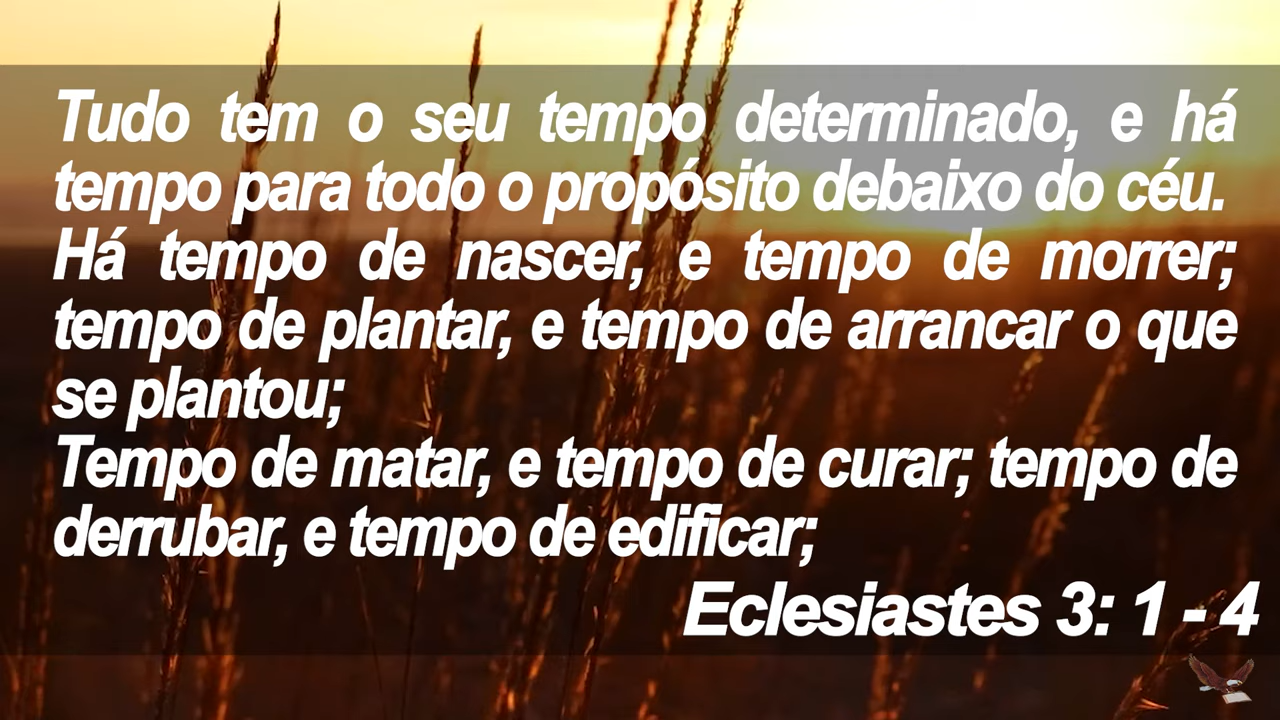 Tudo tem o seu tempo determinado, e há
tempo para todo o propósito debaixo do céu.
Há tempo de nascer, e tempo de morrer;
tempo de plantar, e tempo de arrancar o que
se plantou;
Tempo de matar, e tempo de curar; tempo de
derrubar, e tempo de edificar;
Eclesiastes 3: 1 - 4